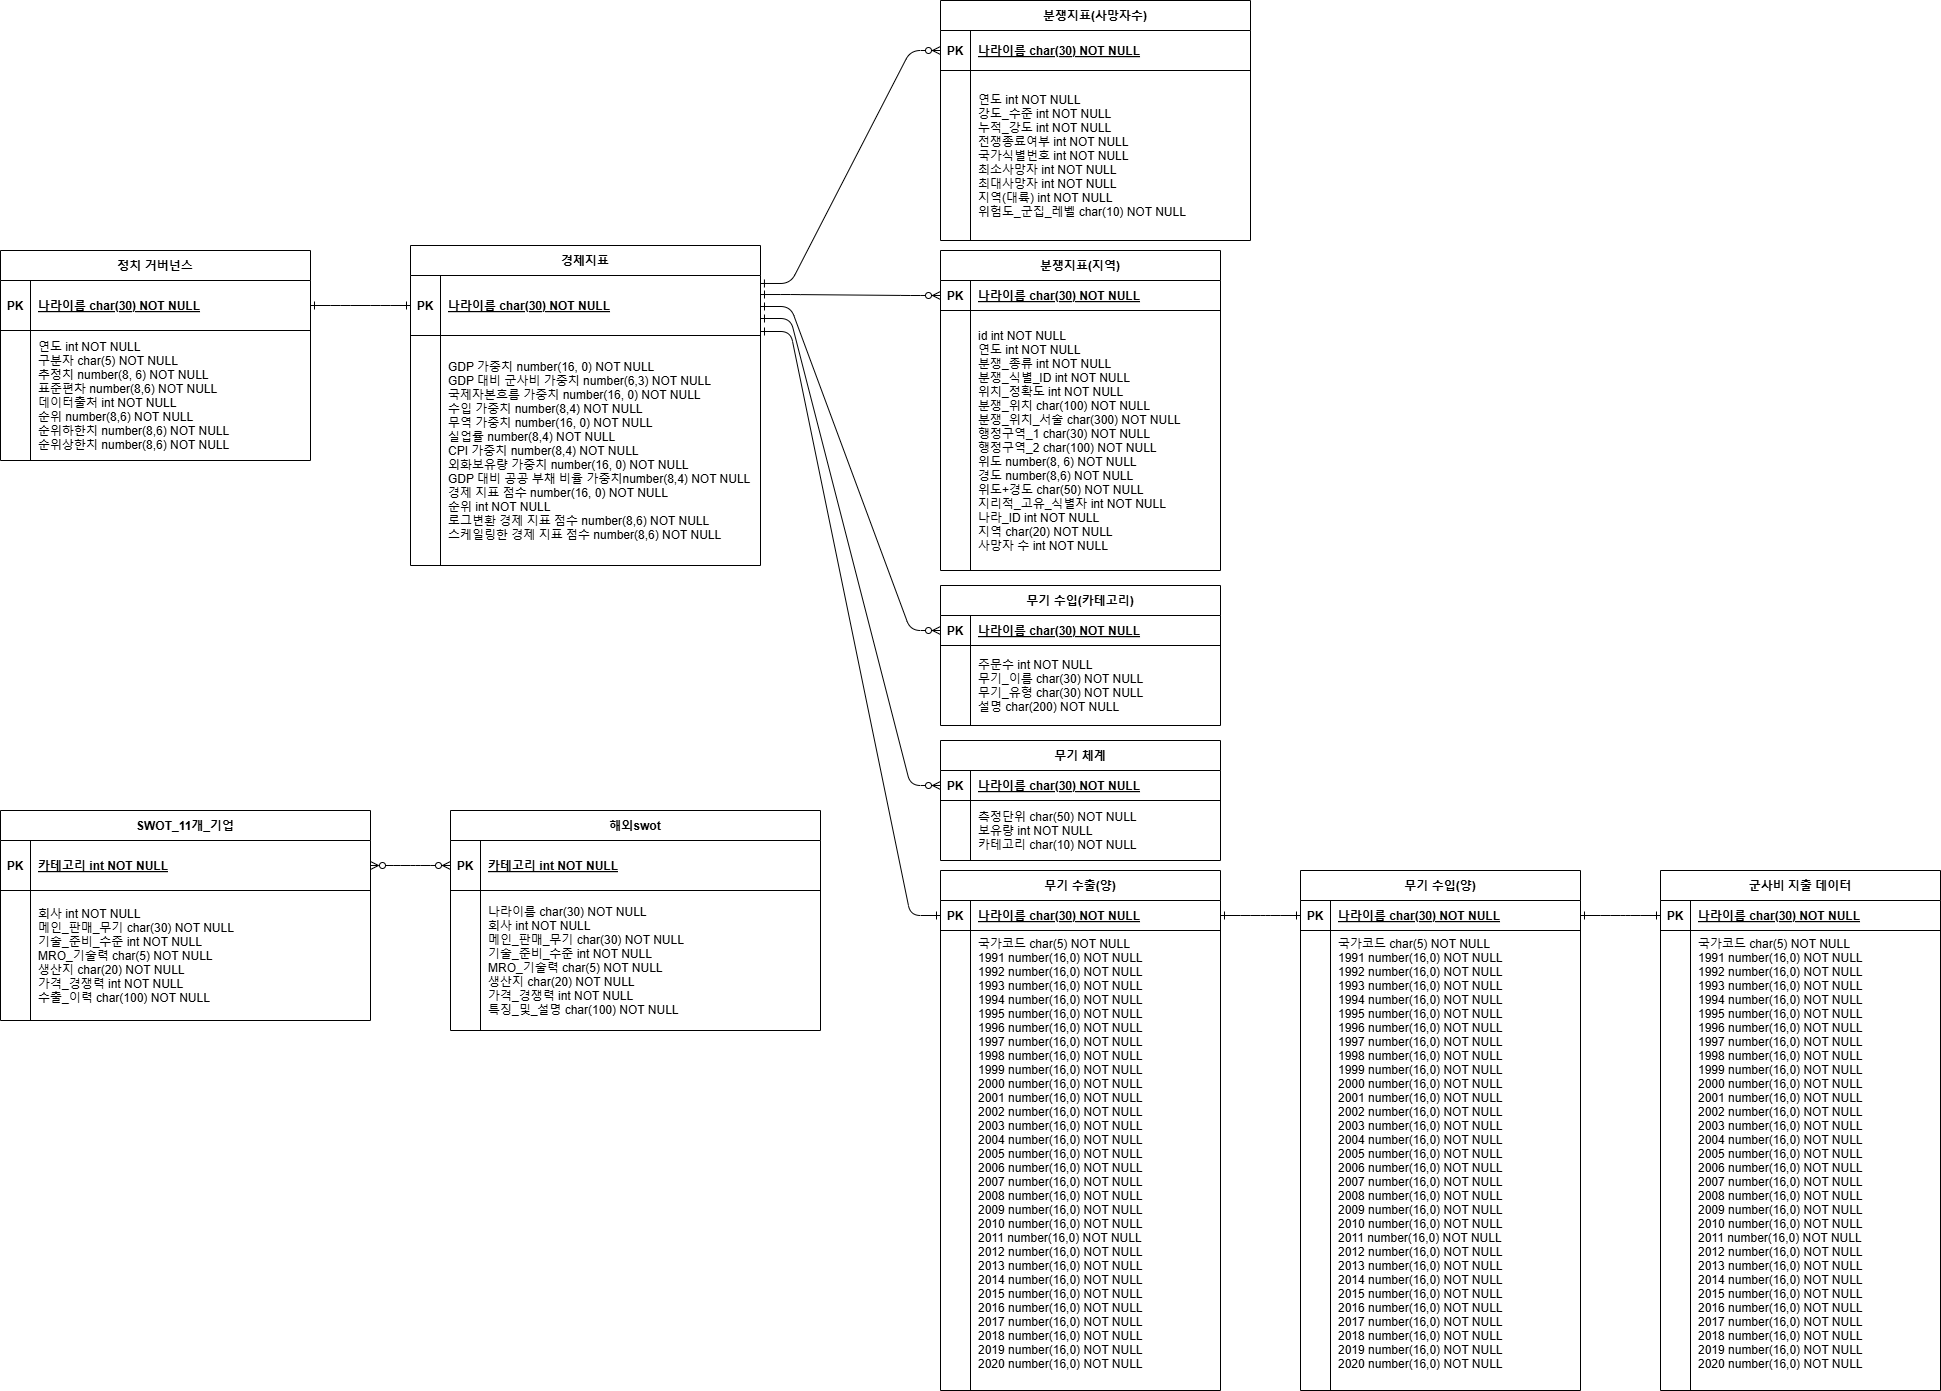 분쟁지표(사망자수)
PK
나라이름 char(30) NOT NULL
연도 int NOT NULL
강도_수준 int NOT NULL
누적_강도 int NOT NULL
전쟁종료여부 int NOT NULL
국가식별번호 int NOT NULL
최소사망자 int NOT NULL
최대사망자 int NOT NULL
지역(대륙) int NOT NULL
위험도_군집_레벨 char(10) NOT NULL
정치 거버넌스
PK
나라이름 char(30) NOT NULL
연도 int NOT NULL
구분자 char(5) NOT NULL
추정치 number(8, 6) NOT NULL
표준편차 number(8,6) NOT NULL
데이터출처 int NOT NULL
순위 number(8,6) NOT NULL
순위하한치 number(8,6) NOT NULL
순위상한치 number(8,6) NOT NULL
경제지표
PK
나라이름 char(30) NOT NULL
GDP 가중치 number(16, 0) NOT NULL
GDP 대비 군사비 가중치 number(6,3) NOT NULL
국제자본흐름 가중치 number(16, 0) NOT NULL
수입 가중치 number(8,4) NOT NULL
무역 가중치 number(16, 0) NOT NULL
실업률 number(8,4) NOT NULL
CPI 가중치 number(8,4) NOT NULL
외화보유량 가중치 number(16, 0) NOT NULL
GDP 대비 공공 부채 비율 가중치number(8,4) NOT NULL
경제 지표 점수 number(16, 0) NOT NULL
순위 int NOT NULL
로그변환 경제 지표 점수 number(8,6) NOT NULL
스케일링한 경제 지표 점수 number(8,6) NOT NULL
분쟁지표(지역)
PK
나라이름 char(30) NOT NULL
id int NOT NULL
연도 int NOT NULL
분쟁_종류 int NOT NULL
분쟁_식별_ID int NOT NULL
위치_정확도 int NOT NULL
분쟁_위치 char(100) NOT NULL
분쟁_위치_서술 char(300) NOT NULL
행정구역_1 char(30) NOT NULL
행정구역_2 char(100) NOT NULL
위도 number(8, 6) NOT NULL
경도 number(8,6) NOT NULL
위도+경도 char(50) NOT NULL
지리적_고유_식별자 int NOT NULL
나라_ID int NOT NULL
지역 char(20) NOT NULL
사망자 수 int NOT NULL
무기 수입(카테고리)
PK
나라이름 char(30) NOT NULL
주문수 int NOT NULL
무기_이름 char(30) NOT NULL
무기_유형 char(30) NOT NULL
설명 char(200) NOT NULL
무기 체계
PK
나라이름 char(30) NOT NULL
측정단위 char(50) NOT NULL
보유량 int NOT NULL
카테고리 char(10) NOT NULL
SWOT_11개_기업
PK
카테고리 int NOT NULL
회사 int NOT NULL
메인_판매_무기 char(30) NOT NULL
기술_준비_수준 int NOT NULL
MRO_기술력 char(5) NOT NULL
생산지 char(20) NOT NULL
가격_경쟁력 int NOT NULL
수출_이력 char(100) NOT NULL
해외swot
PK
카테고리 int NOT NULL
나라이름 char(30) NOT NULL
회사 int NOT NULL
메인_판매_무기 char(30) NOT NULL
기술_준비_수준 int NOT NULL
MRO_기술력 char(5) NOT NULL
생산지 char(20) NOT NULL
가격_경쟁력 int NOT NULL
특징_및_설명 char(100) NOT NULL
무기 수출(양)
PK
나라이름 char(30) NOT NULL
국가코드 char(5) NOT NULL
1991 number(16,0) NOT NULL
1992 number(16,0) NOT NULL
1993 number(16,0) NOT NULL
1994 number(16,0) NOT NULL
1995 number(16,0) NOT NULL
1996 number(16,0) NOT NULL
1997 number(16,0) NOT NULL
1998 number(16,0) NOT NULL
1999 number(16,0) NOT NULL
2000 number(16,0) NOT NULL
2001 number(16,0) NOT NULL
2002 number(16,0) NOT NULL
2003 number(16,0) NOT NULL
2004 number(16,0) NOT NULL
2005 number(16,0) NOT NULL
2006 number(16,0) NOT NULL
2007 number(16,0) NOT NULL
2008 number(16,0) NOT NULL
2009 number(16,0) NOT NULL
2010 number(16,0) NOT NULL
2011 number(16,0) NOT NULL
2012 number(16,0) NOT NULL
2013 number(16,0) NOT NULL
2014 number(16,0) NOT NULL
2015 number(16,0) NOT NULL
2016 number(16,0) NOT NULL
2017 number(16,0) NOT NULL
2018 number(16,0) NOT NULL
2019 number(16,0) NOT NULL
2020 number(16,0) NOT NULL
무기 수입(양)
PK
나라이름 char(30) NOT NULL
국가코드 char(5) NOT NULL
1991 number(16,0) NOT NULL
1992 number(16,0) NOT NULL
1993 number(16,0) NOT NULL
1994 number(16,0) NOT NULL
1995 number(16,0) NOT NULL
1996 number(16,0) NOT NULL
1997 number(16,0) NOT NULL
1998 number(16,0) NOT NULL
1999 number(16,0) NOT NULL
2000 number(16,0) NOT NULL
2001 number(16,0) NOT NULL
2002 number(16,0) NOT NULL
2003 number(16,0) NOT NULL
2004 number(16,0) NOT NULL
2005 number(16,0) NOT NULL
2006 number(16,0) NOT NULL
2007 number(16,0) NOT NULL
2008 number(16,0) NOT NULL
2009 number(16,0) NOT NULL
2010 number(16,0) NOT NULL
2011 number(16,0) NOT NULL
2012 number(16,0) NOT NULL
2013 number(16,0) NOT NULL
2014 number(16,0) NOT NULL
2015 number(16,0) NOT NULL
2016 number(16,0) NOT NULL
2017 number(16,0) NOT NULL
2018 number(16,0) NOT NULL
2019 number(16,0) NOT NULL
2020 number(16,0) NOT NULL
군사비 지출 데이터
PK
나라이름 char(30) NOT NULL
국가코드 char(5) NOT NULL
1991 number(16,0) NOT NULL
1992 number(16,0) NOT NULL
1993 number(16,0) NOT NULL
1994 number(16,0) NOT NULL
1995 number(16,0) NOT NULL
1996 number(16,0) NOT NULL
1997 number(16,0) NOT NULL
1998 number(16,0) NOT NULL
1999 number(16,0) NOT NULL
2000 number(16,0) NOT NULL
2001 number(16,0) NOT NULL
2002 number(16,0) NOT NULL
2003 number(16,0) NOT NULL
2004 number(16,0) NOT NULL
2005 number(16,0) NOT NULL
2006 number(16,0) NOT NULL
2007 number(16,0) NOT NULL
2008 number(16,0) NOT NULL
2009 number(16,0) NOT NULL
2010 number(16,0) NOT NULL
2011 number(16,0) NOT NULL
2012 number(16,0) NOT NULL
2013 number(16,0) NOT NULL
2014 number(16,0) NOT NULL
2015 number(16,0) NOT NULL
2016 number(16,0) NOT NULL
2017 number(16,0) NOT NULL
2018 number(16,0) NOT NULL
2019 number(16,0) NOT NULL
2020 number(16,0) NOT NULL